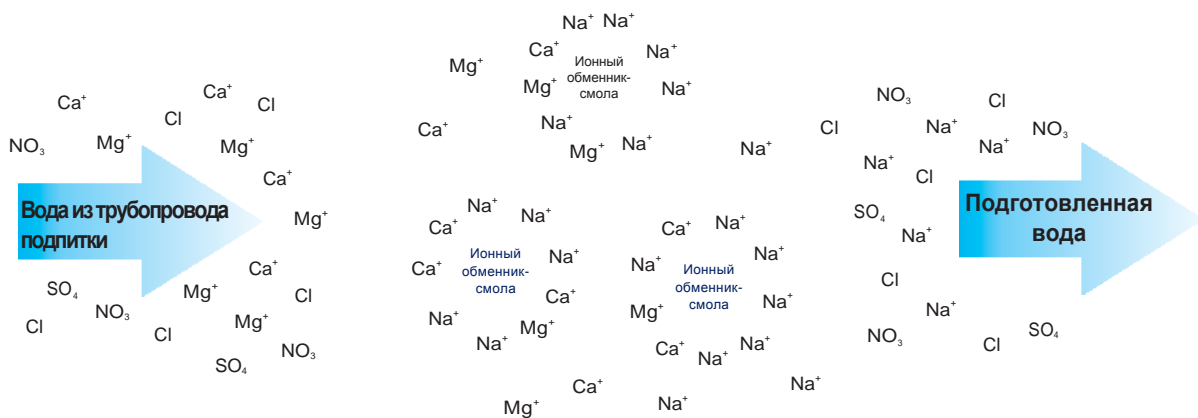 Na⁺ Na⁺
Ca⁺ Na⁺
Mg⁺ Ионный
обменник-
смола
Mg⁺ Na⁺
Ca⁺ Na⁺ Na⁺
Mg⁺ Na⁺
Ca⁺ Ca⁺ Cl
Cl
NO₃ Mg⁺ Mg⁺
Ca⁺
Вода из трубопровода
подпитки
Mg⁺
Ca⁺
SO₄ Mg⁺ Cl
NO₃
Cl Cl Mg⁺
SO₄ NO₃
Na⁺ Na⁺
Ca⁺
Ca⁺ Ионный
обменник-
смола
Na⁺
Ca⁺
Na⁺ Mg⁺
Na⁺
Ca⁺ Na⁺
Na⁺ Na⁺
Ионный
обменник-
смола
Mg⁺ Na⁺
Ca⁺ Na⁺ Na⁺
Mg⁺ Ca⁺ Na⁺ Na⁺
NO₃ Cl
Cl Na⁺ NO₃
Na⁺ Na⁺
Cl
SO₄
Na⁺
Подготовленная
вода
Cl
Na⁺
NO₃ Cl SO₄